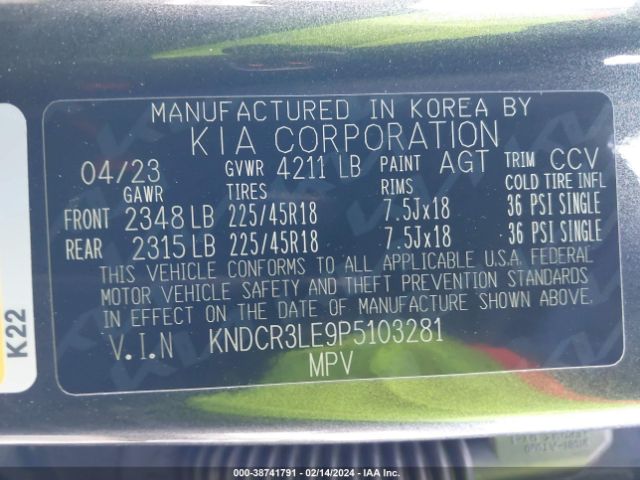 MANUFACTURED IN KOREA BY
KIA CORPORATION
04/23 GVWR 4211 LB PAINT AGT TRIM CCV
GAWR TIRES RIMS COLD TIRE INFL
FRONT 2348 LB 225/45R18 7.5Jx18 36 PSI SINGLE
REAR 2315 LB 225/45R18 7.5Jx18 36 PSI SINGLE
THIS VEHICLE CONFORMS TO ALL APPLICABLE U.S.A. FEDERAL
MOTOR VEHICLE SAFETY AND THEFT PREVENTION STANDARDS
IN EFFECT ON THE DATE OF MANUFACTURE SHOWN ABOVE.
V.I.N KNDCR3LE9P5103281
MPV
K22
000-38741791 - 02/14/2024 - IAA Inc.